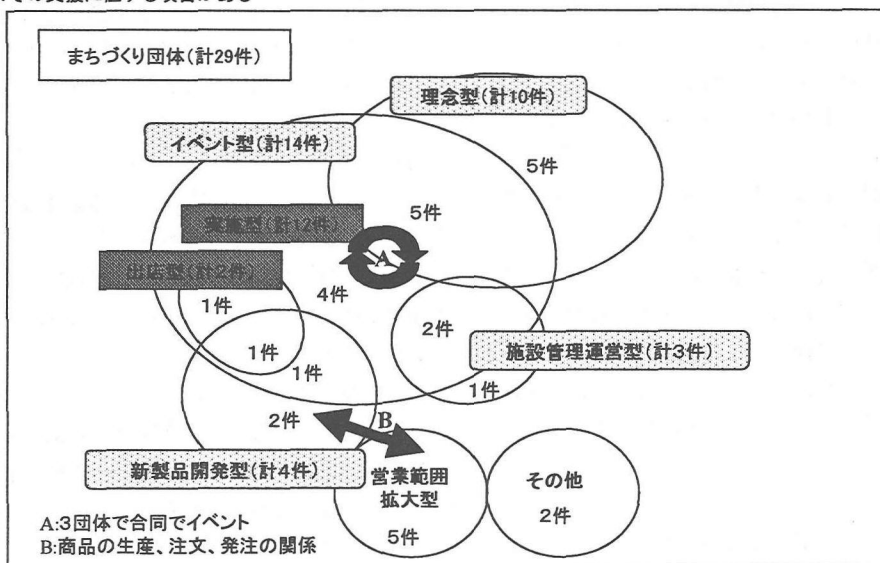 まちづくり団体(計29件)
理念型(計10件)
イベント型(計14件)
5件
5件
実施型(計12件)
A
出店型(計2件)
4件
1件
2件
1件
施設管理運営型(計3件)
1件
1件
2件
B
新製品開発型(計4件)
営業範囲
拡大型
その他
2件
5件
A:3団体で合同でイベント
B:商品の生産、注文、発注の関係